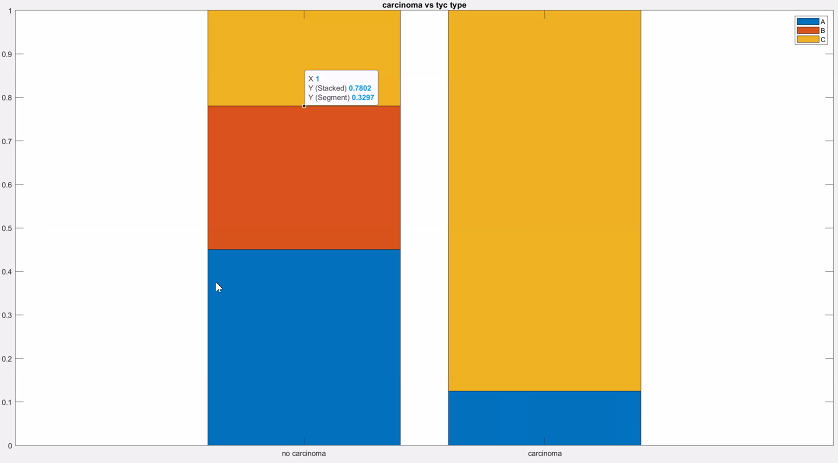 carcinoma vs tyc type
1
0.9
0.8
0.7
0.6
0.5
0.4
0.3
0.2
0.1
0
A
B
C
X 1
Y (Stacked) 0.7802
Y (Segment) 0.3297
no carcinoma
carcinoma